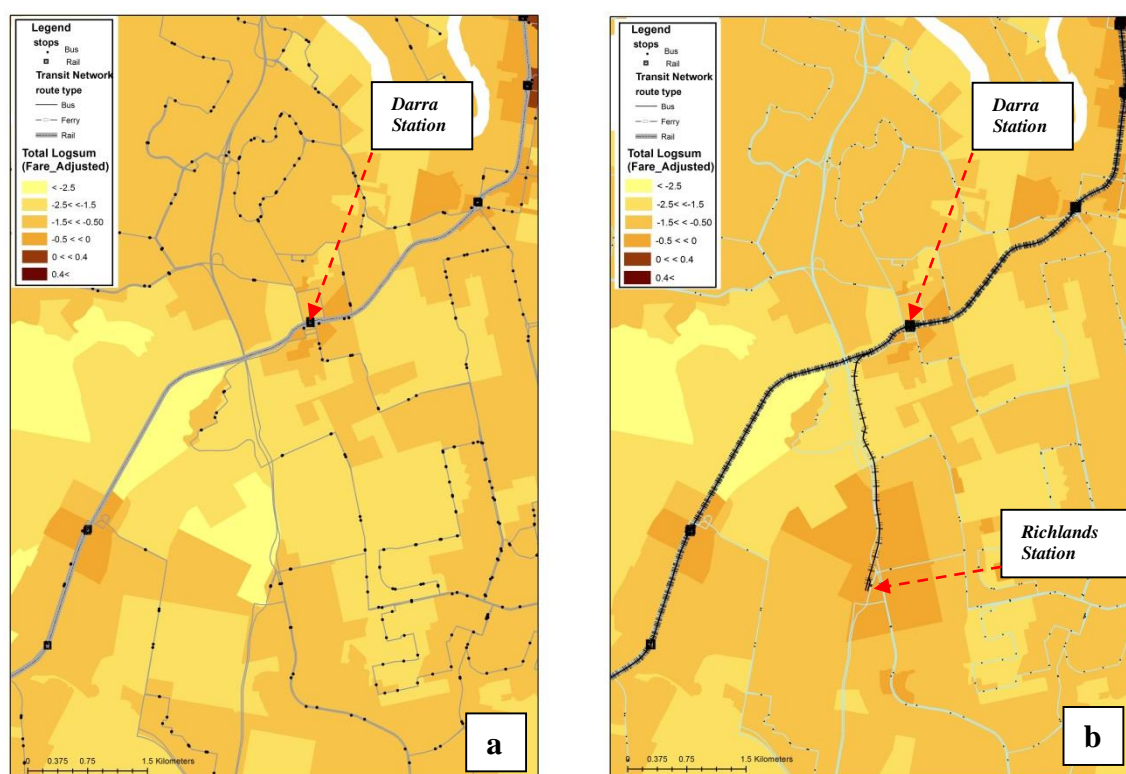 Legend
stops
Bus
Rail
Transit Network
route type
Bus
Ferry
Rail
Total Logsum
(Fare_Adjusted)
< -2.5
-2.5< <-1.5
-1.5< <-0.50
-0.5 < < 0
0 < < 0.4
0.4<
Darra
Station
0 0.375 0.75 1.5 Kilometers
a
Legend
stops
Bus
Rail
Transit Network
route type
Bus
Ferry
Rail
Total Logsum
(Fare_Adjusted)
< -2.5
-2.5< <-1.5
-1.5< <-0.50
-0.5 < < 0
0 < < 0.4
0.4<
Darra
Station
Richlands
Station
0 0.375 0.75 1.5 Kilometers
b